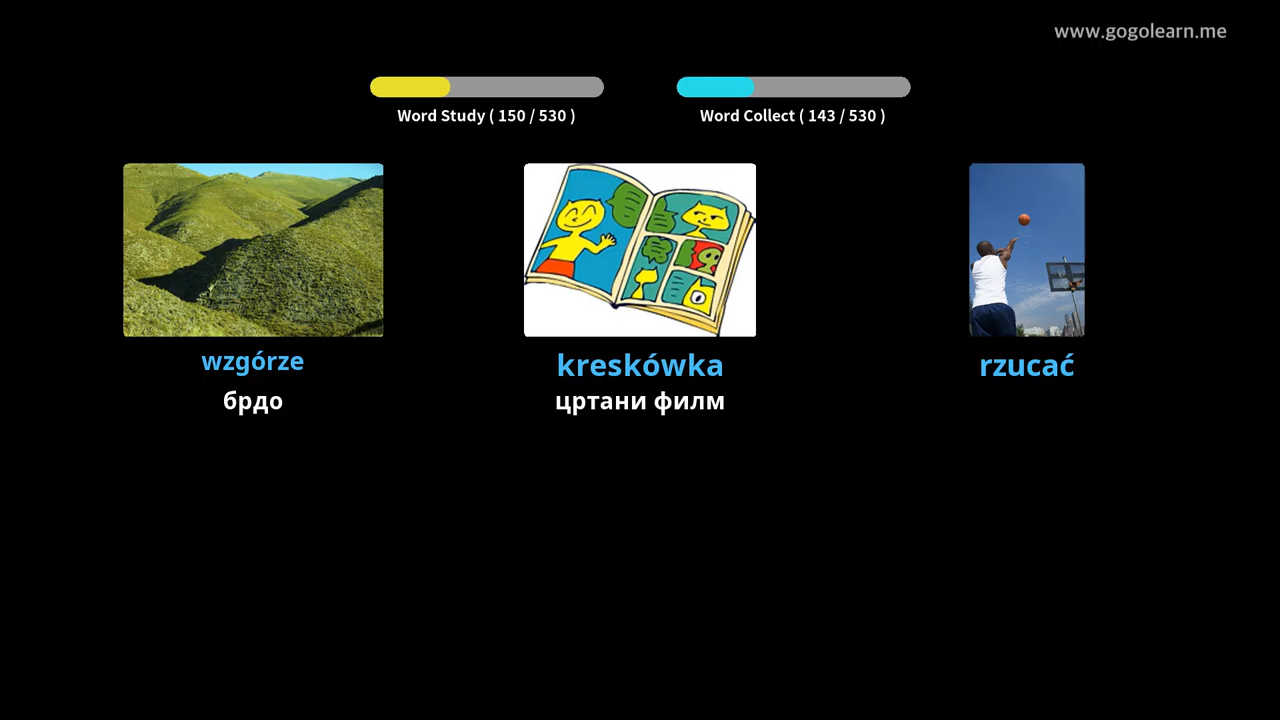 www.gogolearn.me
Word Study ( 150 / 530 )
Word Collect ( 143 / 530 )
wzgórze
kreskówka
rzucać
брдо
цртани филм